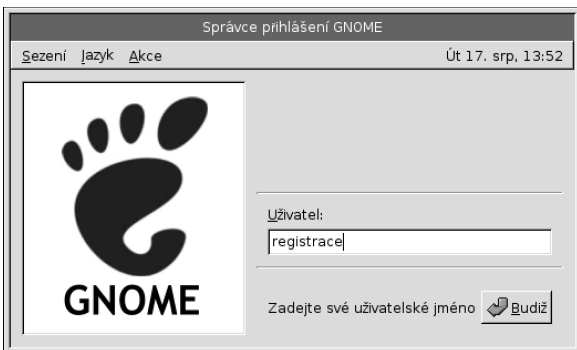 Správce přihlášení GNOME
Sezení Jazyk Akce Út 17. srp, 13:52
Uživatel:
registrace
GNOME
Zadejte své uživatelské jméno Budiž